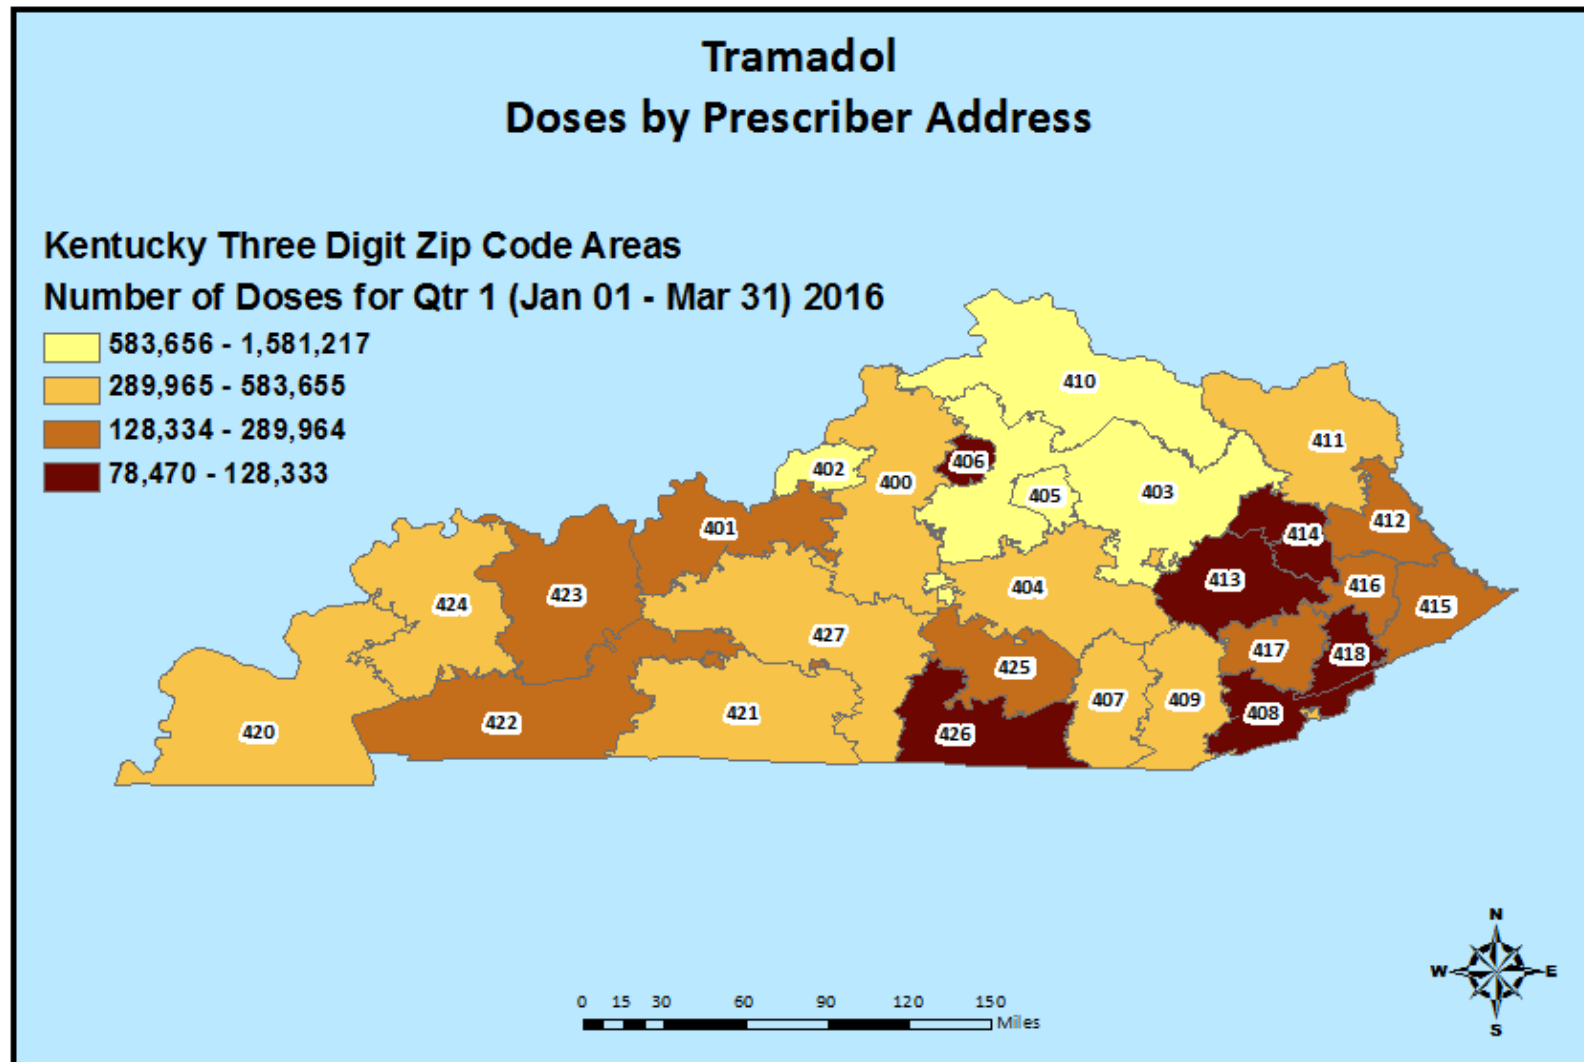 Tramadol
Doses by Prescriber Address
Kentucky Three Digit Zip Code Areas
Number of Doses for Qtr 1 (Jan 01 - Mar 31) 2016
583,656 - 1,581,217
289,965 - 583,655
128,334 - 289,964
78,470 - 128,333
410
411
406
402
400
405
403
401
412
414
413
404
416
423
424
415
427
417
418
425
407
409
421
408
422
420
426
N
W E
S
0 15 30 60 90 120 150
Miles